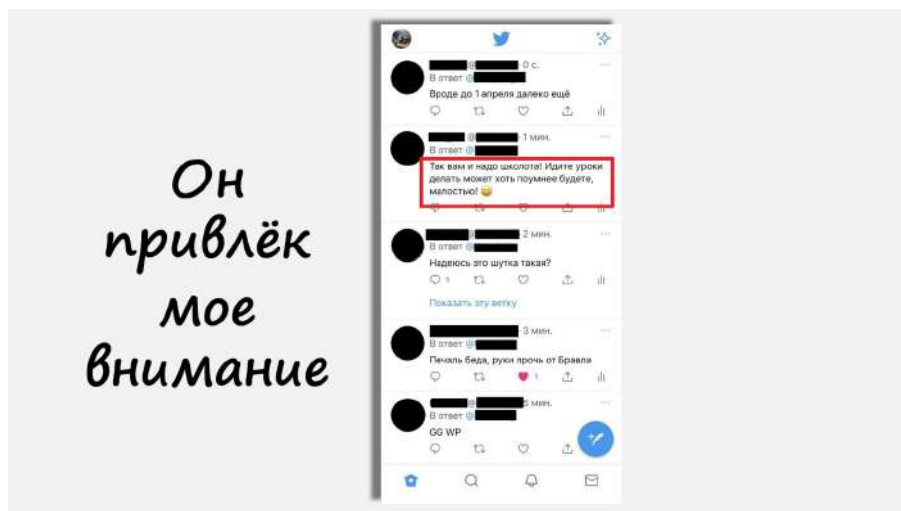 Он
привлёк
мое
внимание
@ · 0 с.
В ответ @
Вроде до 1 апреля далеко ещё
@ · 1 мин.
В ответ @
Так вам и надо школота! Идите уроки
делать может хоть поумнее будете,
малостью! 😀
@ · 2 мин.
В ответ @
Надеюсь это шутка такая?
1
Показать эту ветку
· 3 мин.
В ответ @
Печаль беда, руки прочь от Бравла
1
@ 5 мин.
В ответ @
GG WP